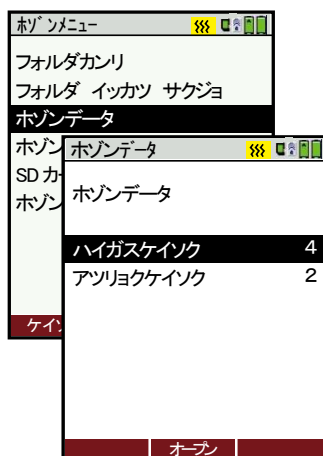 ホゾンメニュー
フォルダカンリ
フォルダ イッカツ サクジョ
ホゾンデータ
ホゾン
SD カー
ホゾン
ケイソ
ホゾンデータ
ホゾンデータ
ハイガスケイソク 4
アツリョクケイソク 2
オープン